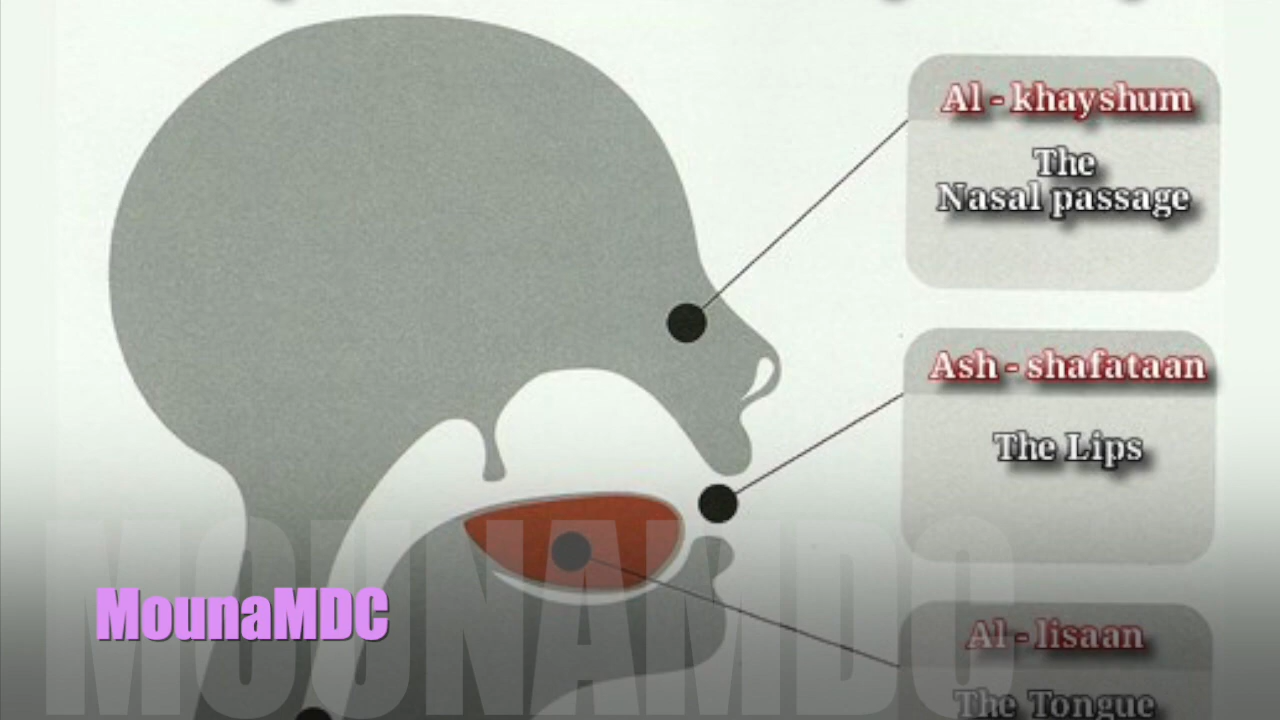 Al - khayshum
The
Nasal passage
Ash - shafataan
The Lips
Al - lisaan
The Tongue
MounaMDC
MOUNAMDC